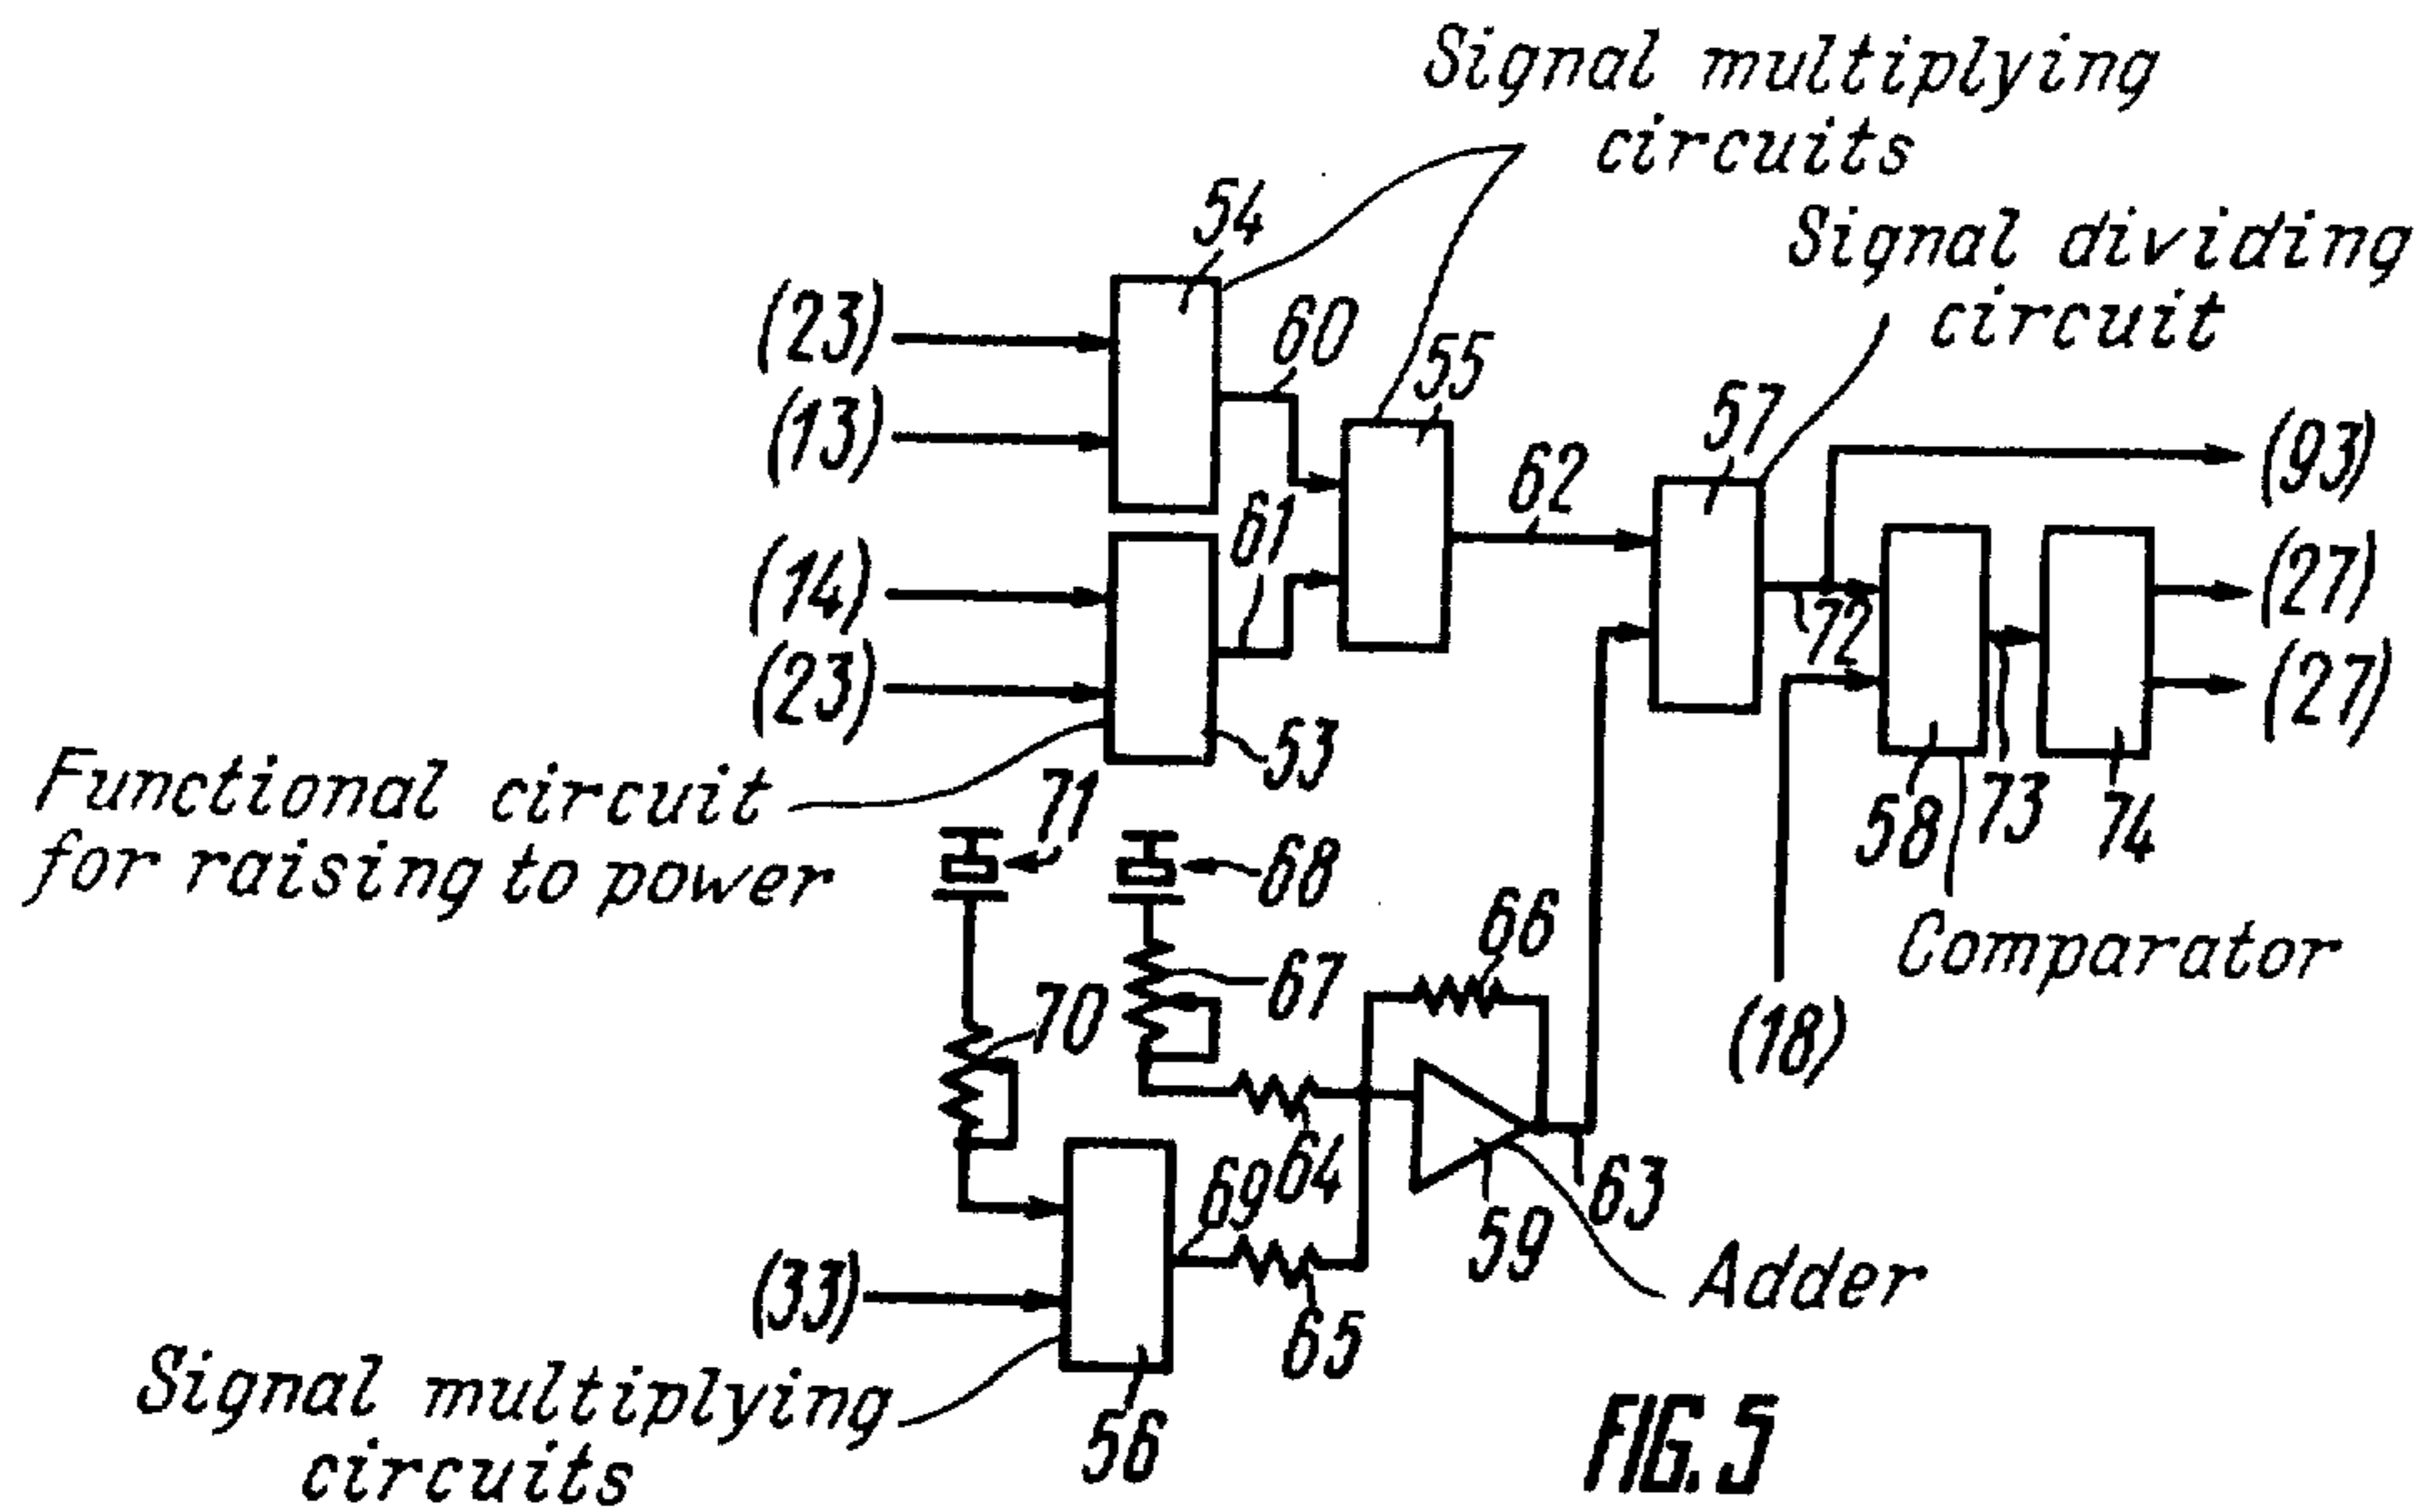 Signal multiplying
circuits
54
Signal dividing
circuit
(23)
60
55
57
(13)
62
(93)
61
(14)
72
(27)
(23)
(27)
53
Functional circuit
71
58
73
74
for raising to power
68
66
Comparator
67
70
(18)
69
64
63
59
(33)
Adder
65
Signal multiplying
circuits
56
FIG. 5